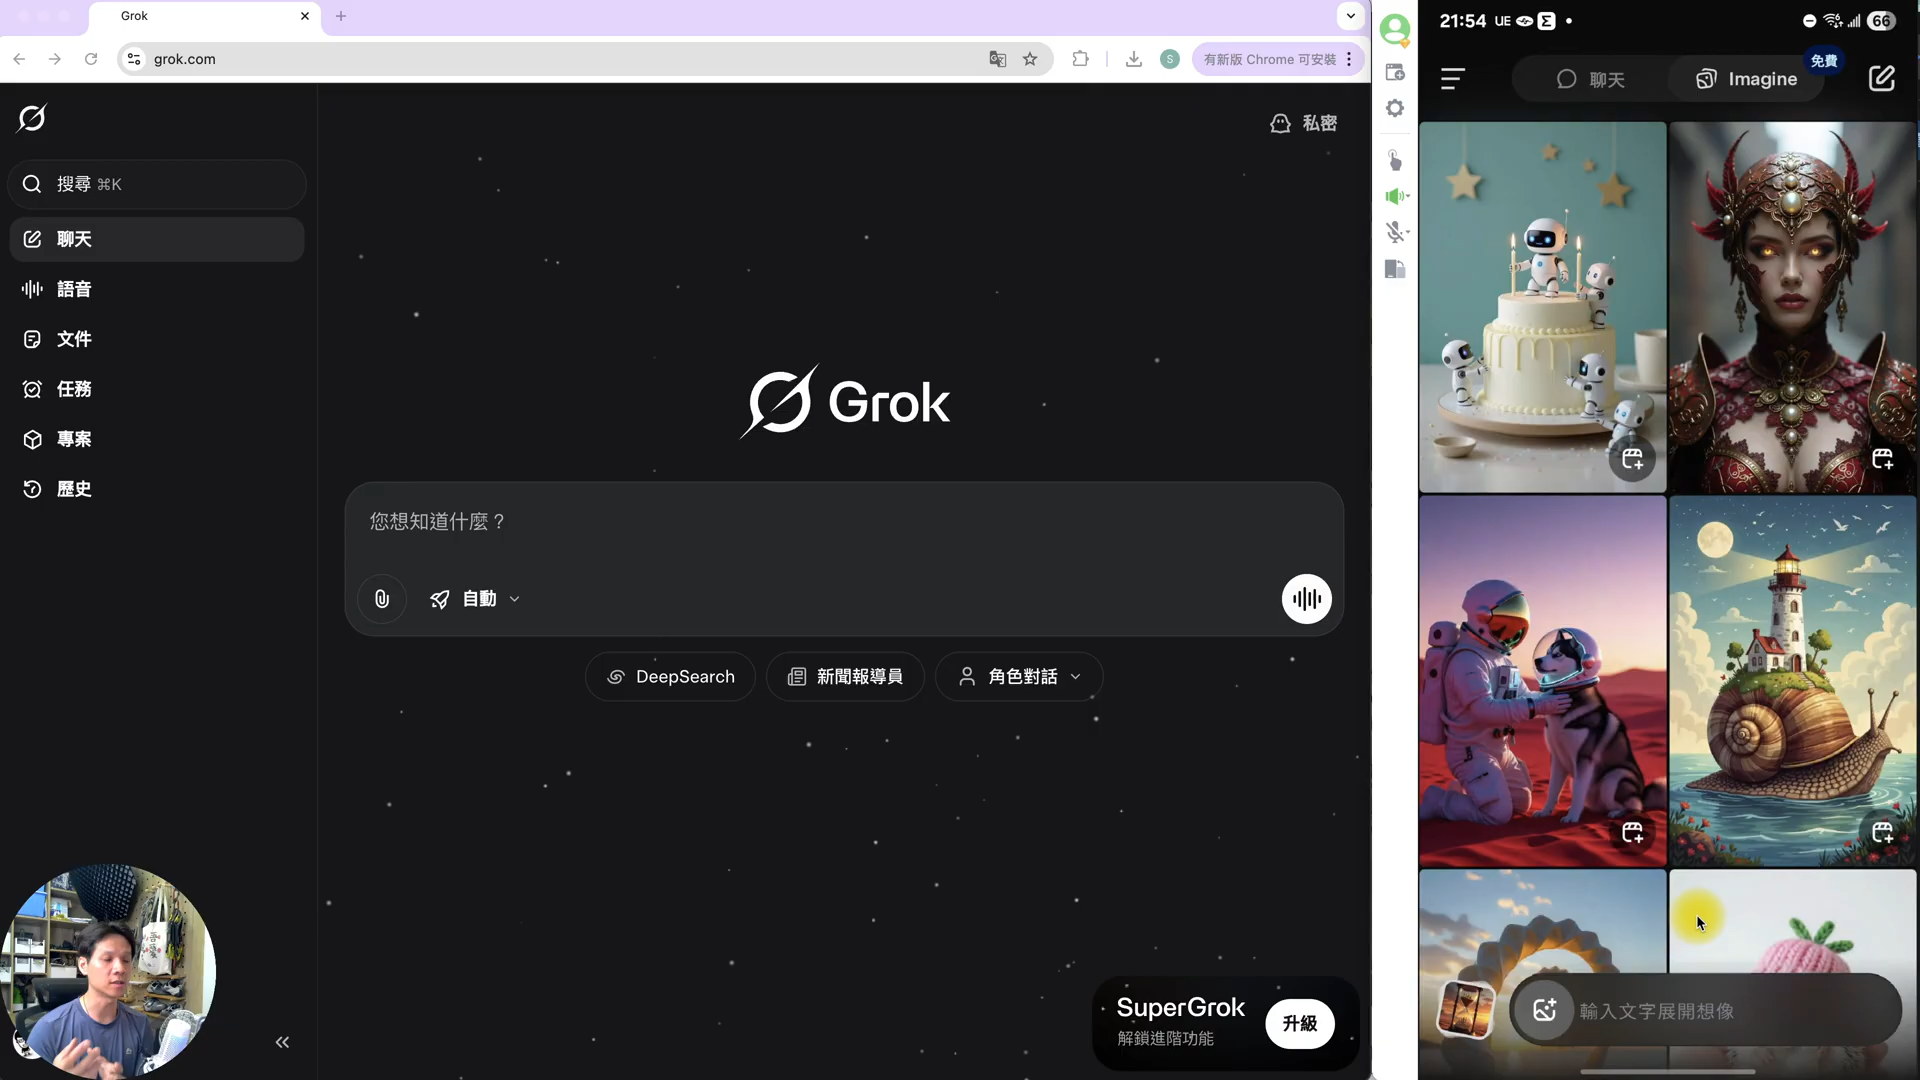 Grok
grok.com
S
有新版 Chrome 可安裝
搜尋 ⌘K
聊天
語音
文件
任務
專案
歷史
私密
Grok
您想知道什麼？
自動
DeepSearch
新聞報導員
角色對話
SuperGrok
解鎖進階功能
升級
21:54 UE
66
聊天
Imagine
免費
輸入文字展開想像